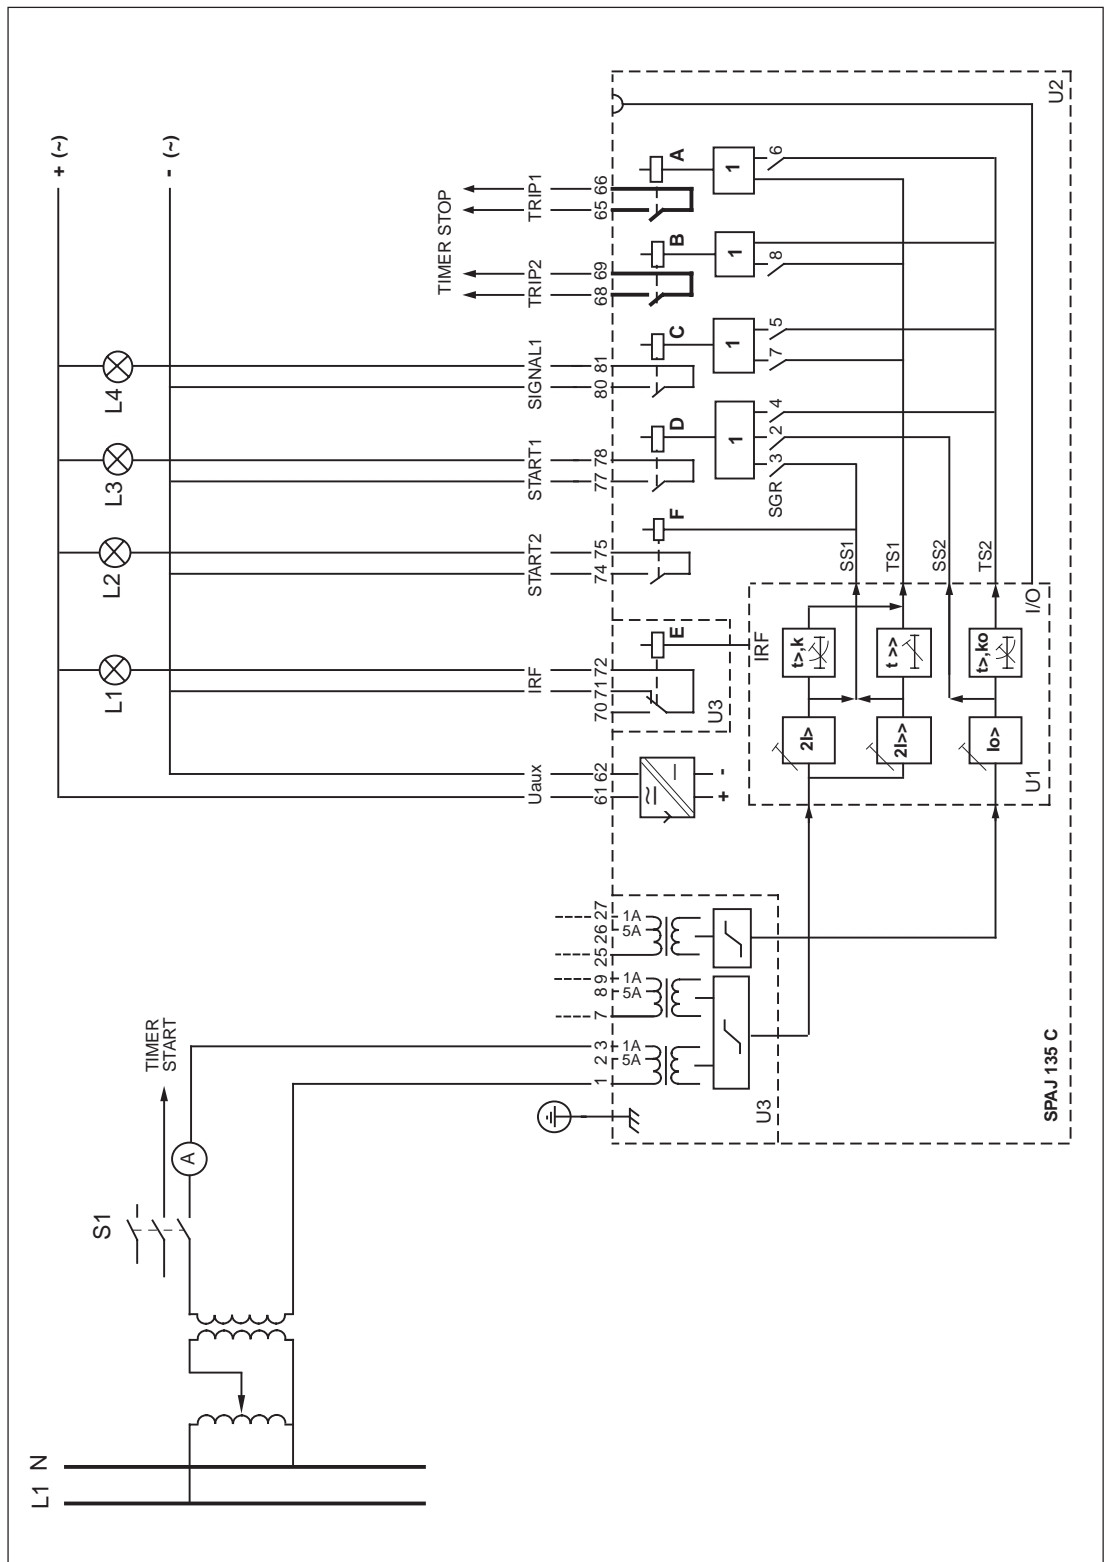 + (~)
- (~)
L4
L3
L2
L1
TIMER STOP
TRIP1
TRIP2
SIGNAL1
START1
START2
IRF
Uaux
65 66
68 69
80 81
77 78
74 75
70 71 72
61 62
A
B
C
D
F
E
U3
+ -
1
1
1
1
6
8
7 5
3 2 4
SGR
SS1
TS1
SS2
TS2
IRF
I/O
t>,k
t >>
t>,ko
2I>
2I>>
Io>
U1
U2
25 26 27
5A 1A
7 8 9
5A 1A
1 2 3
5A 1A
U3
SPAJ 135 C
TIMER
START
A
S1
L1 N